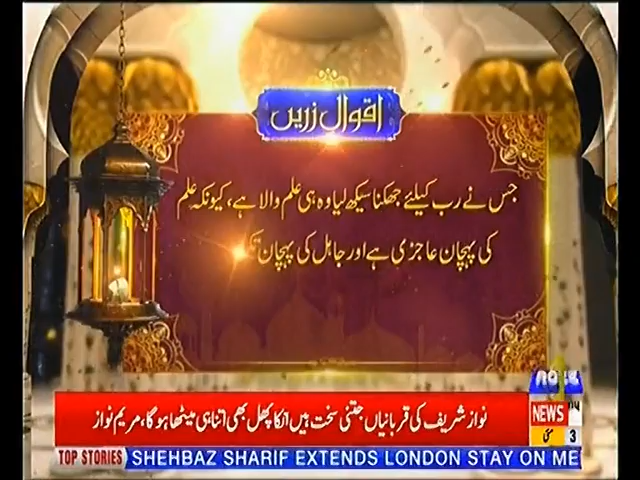 اقوال زریں
جس نے رب کیلئے جھکنا سیکھ لیا وہ ہی علم والا ہے، کیونکہ علم
کی پہچان عاجزی ہے اور جاہل کی پہچان
نواز شریف کی قربانیاں جتنی سخت ہیں انکا پھل بھی اتنا ہی میٹھا ہوگا، مریم نواز
NEWS
مئی 3
TOP STORIES SHEHBAZ SHARIF EXTENDS LONDON STAY ON ME